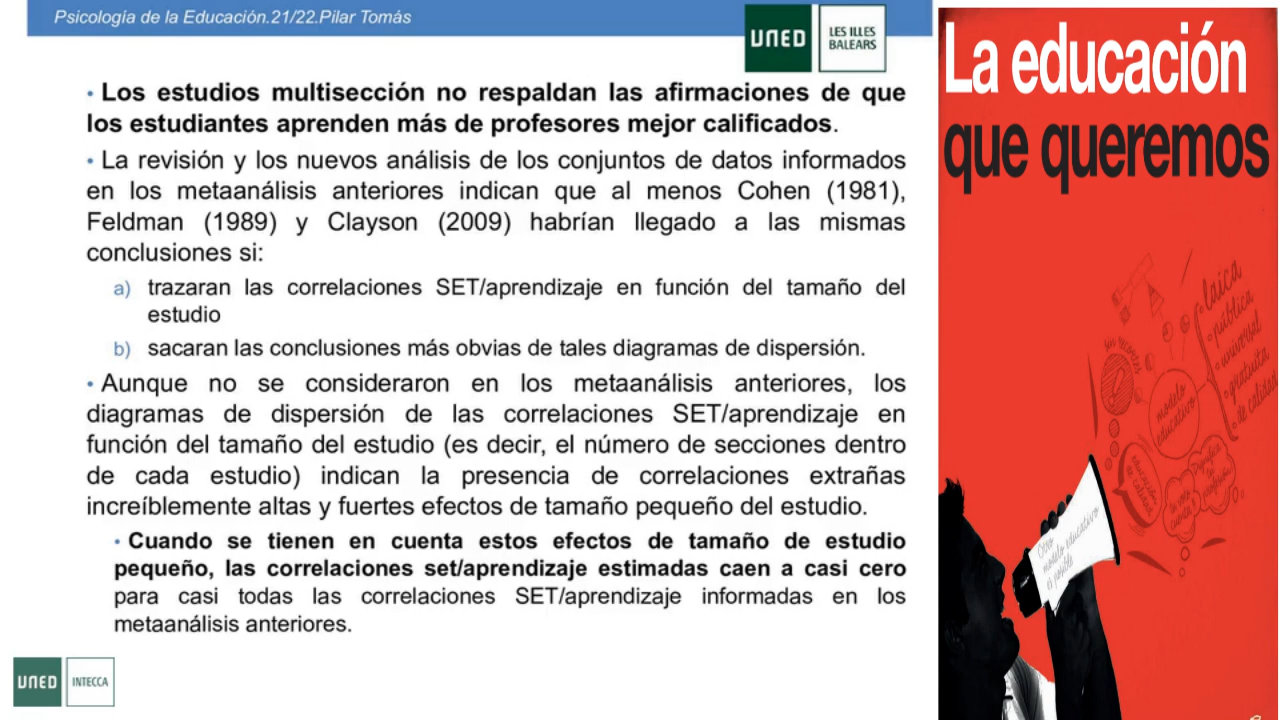 Psicología de la Educación.21/22.Pilar Tomás
UNED
LES ILLES
BALEARS
• Los estudios multisección no respaldan las afirmaciones de que
los estudiantes aprenden más de profesores mejor calificados.
• La revisión y los nuevos análisis de los conjuntos de datos informados
en los metaanálisis anteriores indican que al menos Cohen (1981),
Feldman (1989) y Clayson (2009) habrían llegado a las mismas
conclusiones si:
a) trazaran las correlaciones SET/aprendizaje en función del tamaño del
estudio
b) sacaran las conclusiones más obvias de tales diagramas de dispersión.
• Aunque no se consideraron en los metaanálisis anteriores, los
diagramas de dispersión de las correlaciones SET/aprendizaje en
función del tamaño del estudio (es decir, el número de secciones dentro
de cada estudio) indican la presencia de correlaciones extrañas
increíblemente altas y fuertes efectos de tamaño pequeño del estudio.
• Cuando se tienen en cuenta estos efectos de tamaño de estudio
pequeño, las correlaciones set/aprendizaje estimadas caen a casi cero
para casi todas las correlaciones SET/aprendizaje informadas en los
metaanálisis anteriores.
UNED
INTECCA
La educación
que queremos
laica
pública
universal
gratuita
de calidad
sin recortes
modelo
educativo
Otro
modelo educativo
es posible